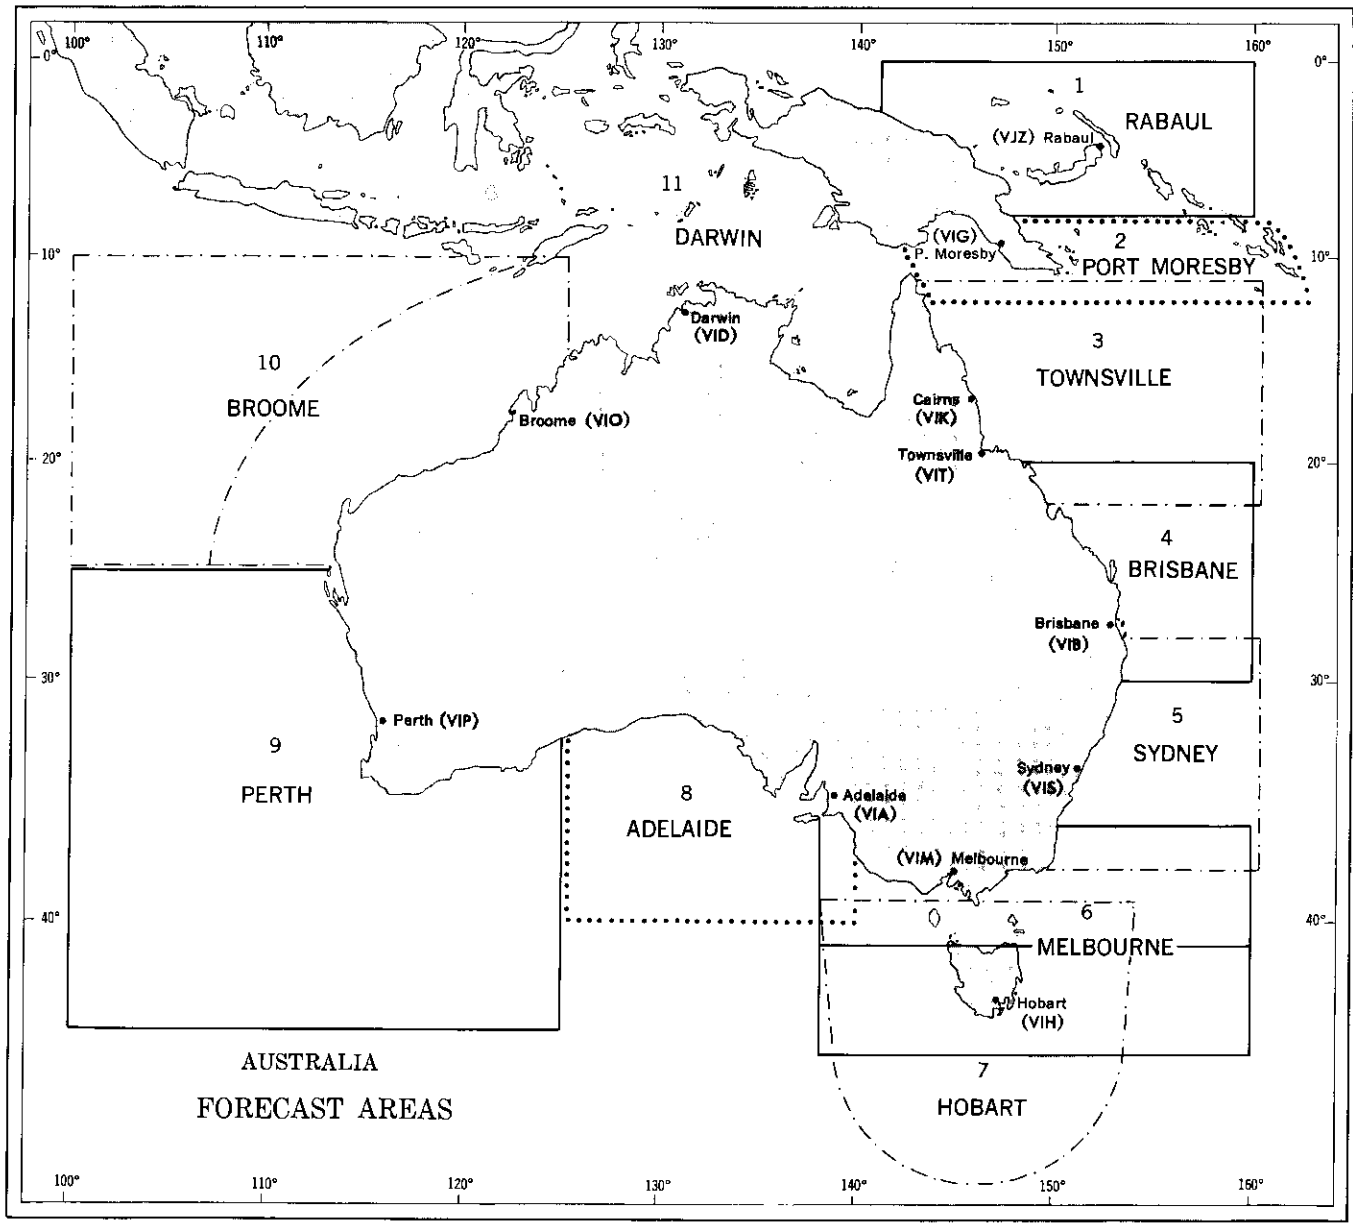 100° 110° 120° 130° 140° 150° 160°
0° 0°
1
RABAUL
(VJZ) Rabaul
11
DARWIN
(VIG)
P. Moresby
2
PORT MORESBY
10° 10°
Darwin
(VID)
3
TOWNSVILLE
10
BROOME
Broome (VIO)
Cairns
(VIK)
Townsville
(VIT)
20° 20°
4
BRISBANE
Brisbane
(VIB)
30° 30°
Perth (VIP)
9
PERTH
5
SYDNEY
Sydney
(VIS)
8
ADELAIDE
Adelaide
(VIA)
(VIM) Melbourne
40° 40°
6
MELBOURNE
Hobart
(VIH)
7
HOBART
AUSTRALIA
FORECAST AREAS
100° 110° 120° 130° 140° 150° 160°